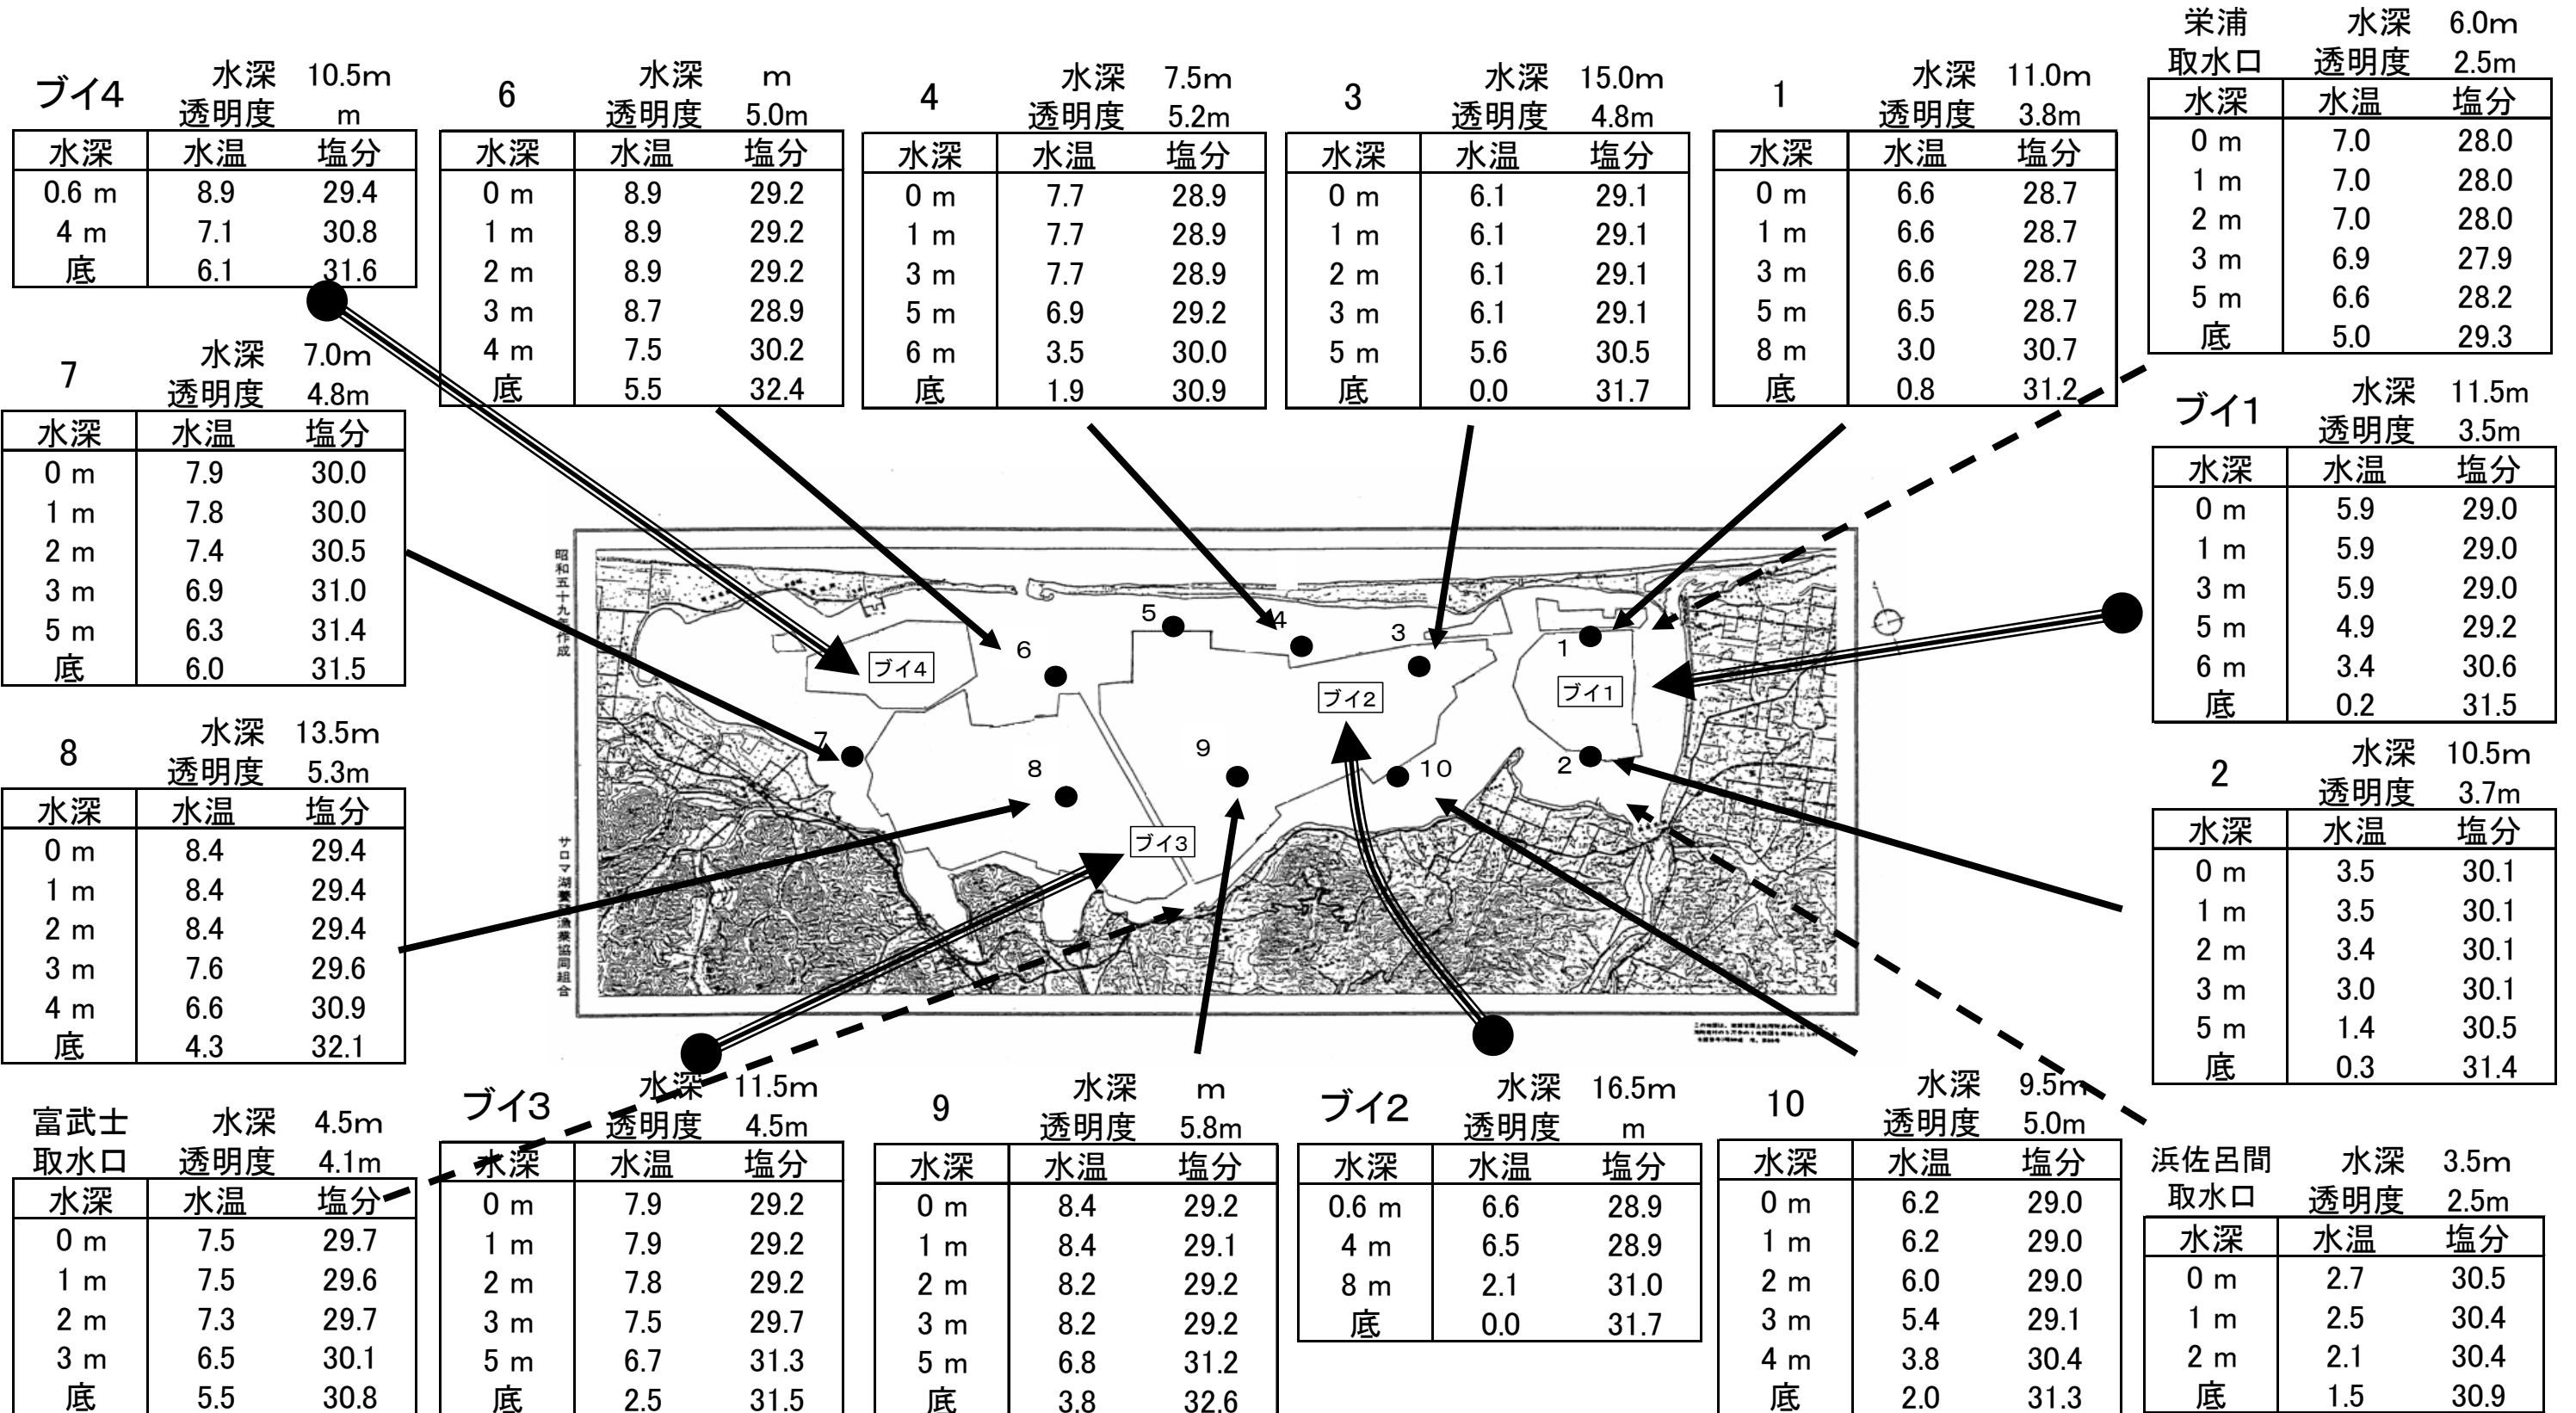 栄浦 水深 6.0m
取水口 透明度 2.5m
水深 水温 塩分
0 m 7.0 28.0
1 m 7.0 28.0
2 m 7.0 28.0
3 m 6.9 27.9
5 m 6.6 28.2
底 5.0 29.3
ブイ4 水深 10.5m
透明度 m
水深 水温 塩分
0.6 m 8.9 29.4
4 m 7.1 30.8
底 6.1 31.6
6 水深 m
透明度 5.0m
水深 水温 塩分
0 m 8.9 29.2
1 m 8.9 29.2
2 m 8.9 29.2
3 m 8.7 28.9
4 m 7.5 30.2
底 5.5 32.4
4 水深 7.5m
透明度 5.2m
水深 水温 塩分
0 m 7.7 28.9
1 m 7.7 28.9
3 m 7.7 28.9
5 m 6.9 29.2
6 m 3.5 30.0
底 1.9 30.9
3 水深 15.0m
透明度 4.8m
水深 水温 塩分
0 m 6.1 29.1
1 m 6.1 29.1
2 m 6.1 29.1
3 m 6.1 29.1
5 m 5.6 30.5
底 0.0 31.7
1 水深 11.0m
透明度 3.8m
水深 水温 塩分
0 m 6.6 28.7
1 m 6.6 28.7
3 m 6.6 28.7
5 m 6.5 28.7
8 m 3.0 30.7
底 0.8 31.2
7 水深 7.0m
透明度 4.8m
水深 水温 塩分
0 m 7.9 30.0
1 m 7.8 30.0
2 m 7.4 30.5
3 m 6.9 31.0
5 m 6.3 31.4
底 6.0 31.5
ブイ1 水深 11.5m
透明度 3.5m
水深 水温 塩分
0 m 5.9 29.0
1 m 5.9 29.0
3 m 5.9 29.0
5 m 4.9 29.2
6 m 3.4 30.6
底 0.2 31.5
昭和五十九年作成
サロマ湖養殖漁業協同組合
5
4
3
1
6
ブイ4
ブイ2
ブイ1
7
8
9
10
2
ブイ3
8 水深 13.5m
透明度 5.3m
水深 水温 塩分
0 m 8.4 29.4
1 m 8.4 29.4
2 m 8.4 29.4
3 m 7.6 29.6
4 m 6.6 30.9
底 4.3 32.1
2 水深 10.5m
透明度 3.7m
水深 水温 塩分
0 m 3.5 30.1
1 m 3.5 30.1
2 m 3.4 30.1
3 m 3.0 30.1
5 m 1.4 30.5
底 0.3 31.4
富武士 水深 4.5m
取水口 透明度 4.1m
水深 水温 塩分
0 m 7.5 29.7
1 m 7.5 29.6
2 m 7.3 29.7
3 m 6.5 30.1
底 5.5 30.8
ブイ3 水深 11.5m
透明度 4.5m
水深 水温 塩分
0 m 7.9 29.2
1 m 7.9 29.2
2 m 7.8 29.2
3 m 7.5 29.7
5 m 6.7 31.3
底 2.5 31.5
9 水深 m
透明度 5.8m
水深 水温 塩分
0 m 8.4 29.2
1 m 8.4 29.1
2 m 8.2 29.2
3 m 8.2 29.2
5 m 6.8 31.2
底 3.8 32.6
ブイ2 水深 16.5m
透明度 m
水深 水温 塩分
0.6 m 6.6 28.9
4 m 6.5 28.9
8 m 2.1 31.0
底 0.0 31.7
10 水深 9.5m
透明度 5.0m
水深 水温 塩分
0 m 6.2 29.0
1 m 6.2 29.0
2 m 6.0 29.0
3 m 5.4 29.1
4 m 3.8 30.4
底 2.0 31.3
浜佐呂間 水深 3.5m
取水口 透明度 2.5m
水深 水温 塩分
0 m 2.7 30.5
1 m 2.5 30.4
2 m 2.1 30.4
底 1.5 30.9